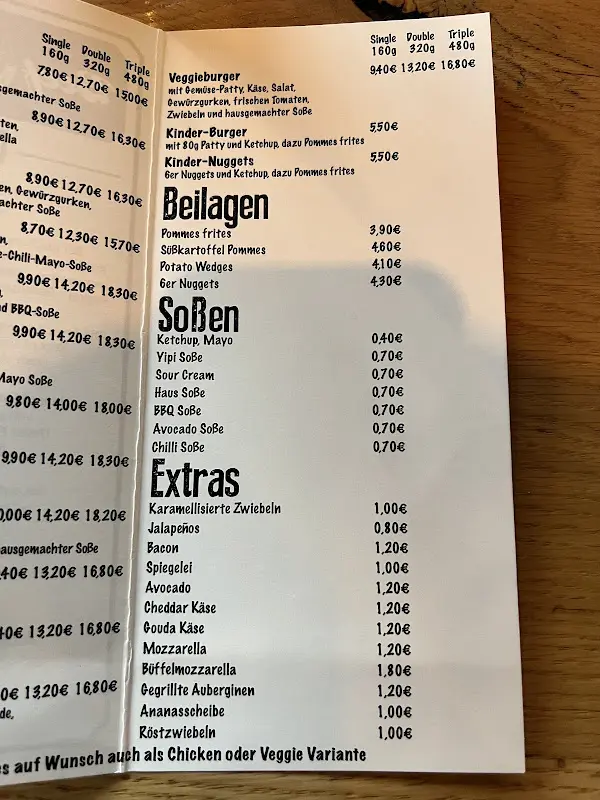 Single Double Triple
160g 320g 480g
7,80€ 12,70€ 15,00€
Soße
8,90€ 12,70€ 16,30€
8,90€ 12,70€ 16,30€
Gewürzgurken,
Soße
8,70€ 12,30€ 15,70€
-Chili-Mayo-Soße
9,90€ 14,20€ 18,30€
BBQ-Soße
9,90€ 14,20€ 18,30€
Mayo Soße
9,80€ 14,00€ 18,00€
9,90€ 14,20€ 18,30€
14,20€ 18,20€
Soße
13,20€ 16,80€
13,20€ 16,80€
13,20€ 16,80€
Single Double Triple
160g 320g 480g
Veggieburger 9,40€ 13,20€ 16,80€
mit Gemüse-Patty, Käse, Salat,
Gewürzgurken, frischen Tomaten,
Zwiebeln und hausgemachter Soße
Kinder-Burger 5,50€
mit 80g Patty und Ketchup, dazu Pommes frites
Kinder-Nuggets 5,50€
6er Nuggets und Ketchup, dazu Pommes frites
Beilagen
Pommes frites 3,90€
Süßkartoffel Pommes 4,60€
Potato Wedges 4,10€
6er Nuggets 4,30€
Soßen
Ketchup, Mayo 0,40€
Yipi Soße 0,70€
Sour Cream 0,70€
Haus Soße 0,70€
BBQ Soße 0,70€
Avocado Soße 0,70€
Chilli Soße 0,70€
Extras
Karamellisierte Zwiebeln 1,00€
Jalapeños 0,80€
Bacon 1,20€
Spiegelei 1,00€
Avocado 1,20€
Cheddar Käse 1,20€
Gouda Käse 1,20€
Mozzarella 1,20€
Büffelmozzarella 1,80€
Gegrillte Auberginen 1,20€
Ananasscheibe 1,00€
Röstzwiebeln 1,00€
auf Wunsch auch als Chicken oder Veggie Variante